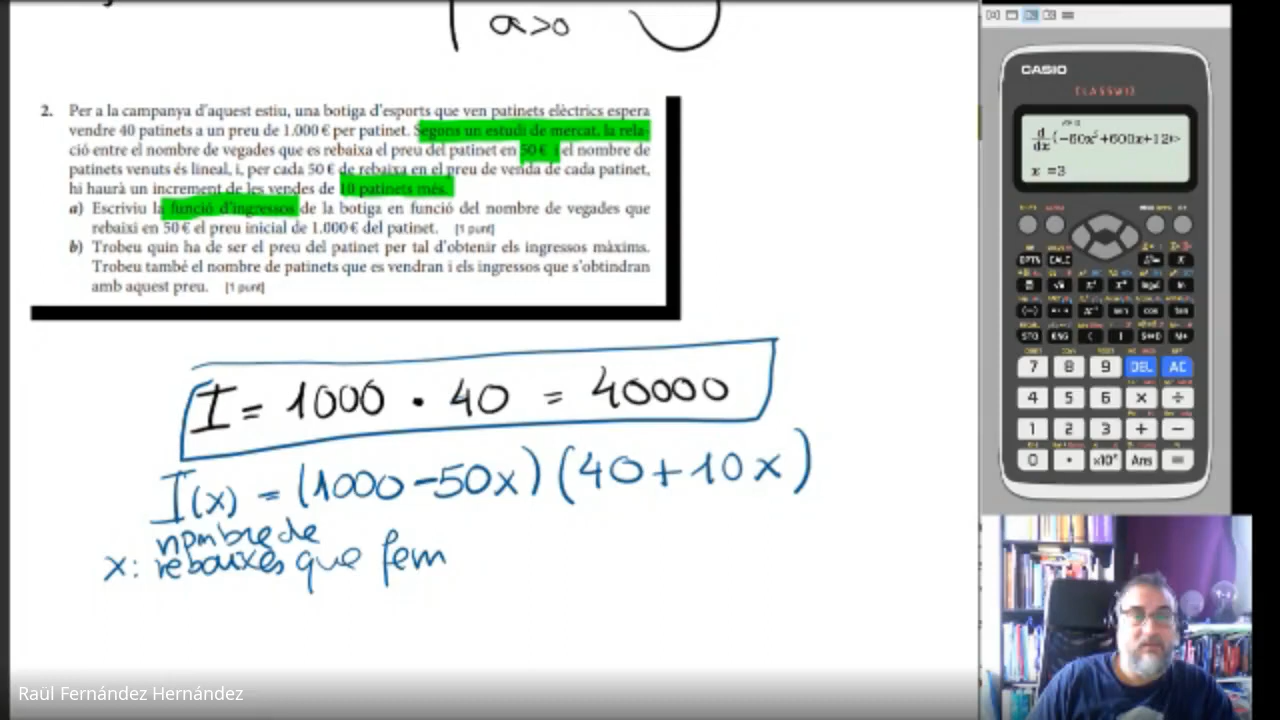 a>0
2. Per a la campanya d'aquest estiu, una botiga d'esports que ven patinets elèctrics espera
vendre 40 patinets a un preu de 1.000 € per patinet. Segons un estudi de mercat, la rela-
ció entre el nombre de vegades que es rebaixa el preu del patinet en 50 € i el nombre de
patinets venuts és lineal, i, per cada 50 € de rebaixa en el preu de venda de cada patinet,
hi haurà un increment de les vendes de 10 patinets més.
a) Escriviu la funció d'ingressos de la botiga en funció del nombre de vegades que
rebaixi en 50 € el preu inicial de 1.000 € del patinet. [1 punt]
b) Trobeu quin ha de ser el preu del patinet per tal d'obtenir els ingressos màxims.
Trobeu també el nombre de patinets que es vendran i els ingressos que s'obtindran
amb aquest preu. [1 punt]
I = 1000 · 40 = 40000
I(x) = (1000-50x)(40+10x)
nombre de
x: rebaixes que fem
Raül Fernández Hernández
CASIO
CLASSWIZ
x =3
OPTN CALC
STO ENG ( ) S⇔D M+
7 8 9 DEL AC
4 5 6 × ÷
1 2 3 + −
0 • ×10ˣ Ans =